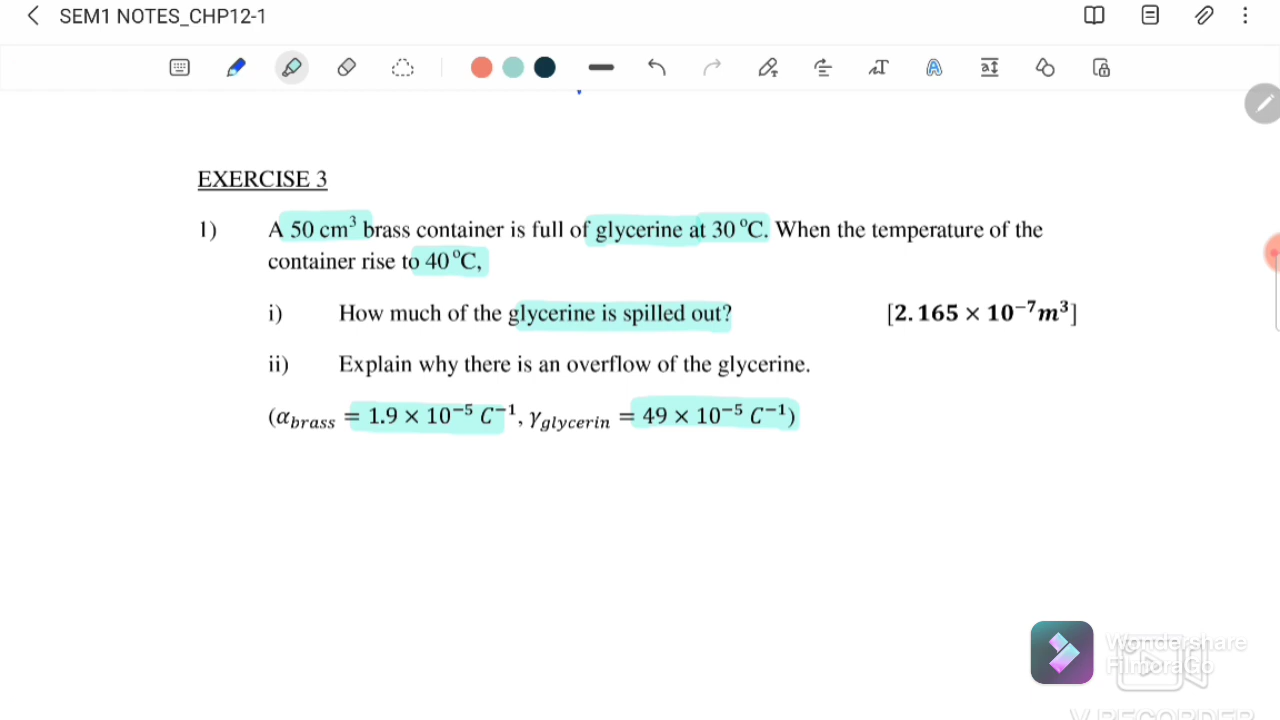 SEM1 NOTES_CHP12-1
EXERCISE 3
1) A 50 cm³ brass container is full of glycerine at 30 °C. When the temperature of the
container rise to 40 °C,
i) How much of the glycerine is spilled out? [2.165 × 10⁻⁷m³]
ii) Explain why there is an overflow of the glycerine.
(α_brass = 1.9 × 10⁻⁵ C⁻¹, γ_glycerin = 49 × 10⁻⁵ C⁻¹)
Wondershare
FilmoraGo
V RECORDER